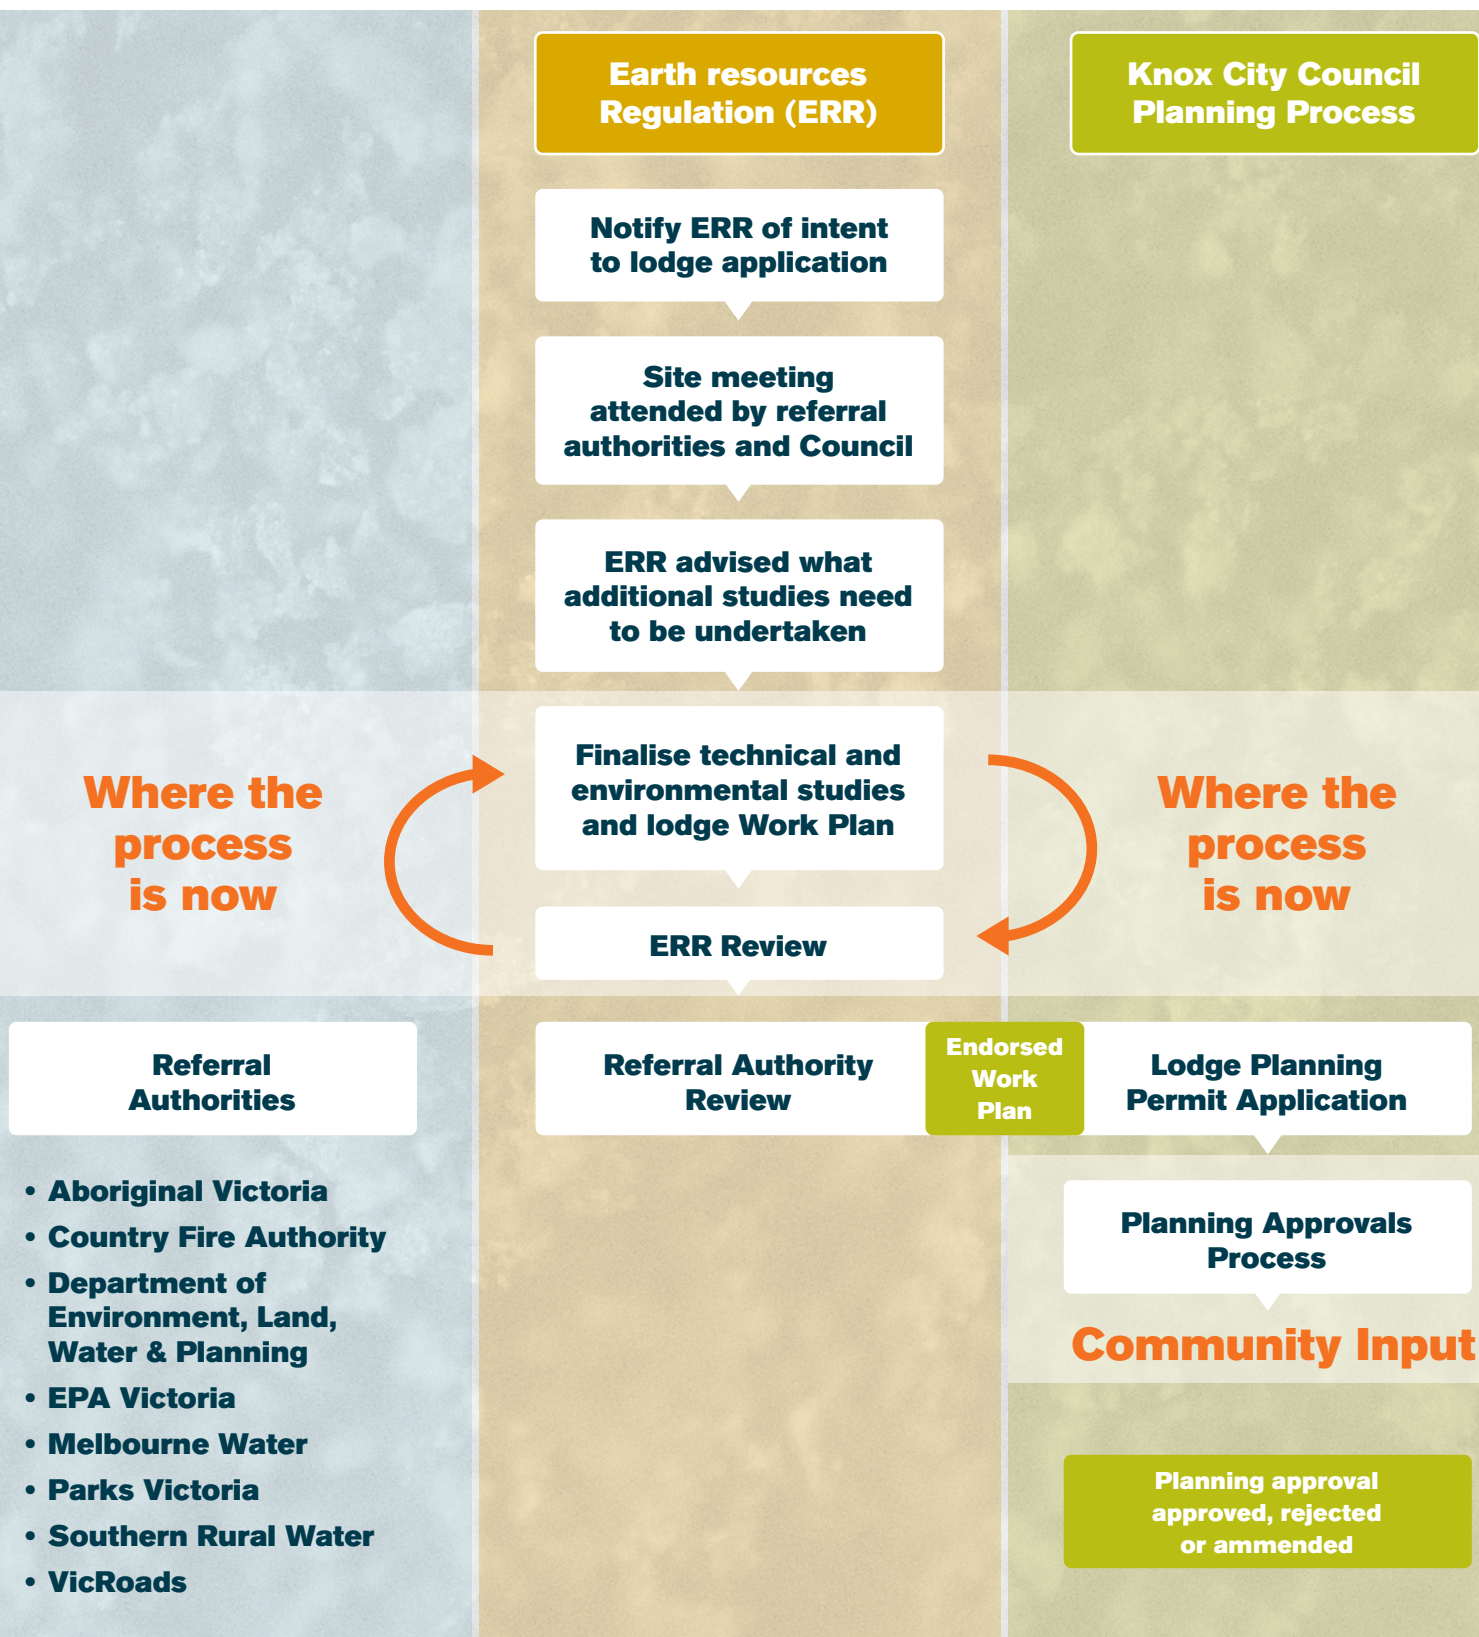 Earth resources
Regulation (ERR)
Knox City Council
Planning Process
Notify ERR of intent
to lodge application
Site meeting
attended by referral
authorities and Council
ERR advised what
additional studies need
to be undertaken
Where the
process
is now
Finalise technical and
environmental studies
and lodge Work Plan
ERR Review
Where the
process
is now
Referral
Authorities
Referral Authority
Review
Endorsed
Work
Plan
Lodge Planning
Permit Application
• Aboriginal Victoria
• Country Fire Authority
• Department of
Environment, Land,
Water & Planning
• EPA Victoria
• Melbourne Water
• Parks Victoria
• Southern Rural Water
• VicRoads
Planning Approvals
Process
Community Input
Planning approval
approved, rejected
or ammended